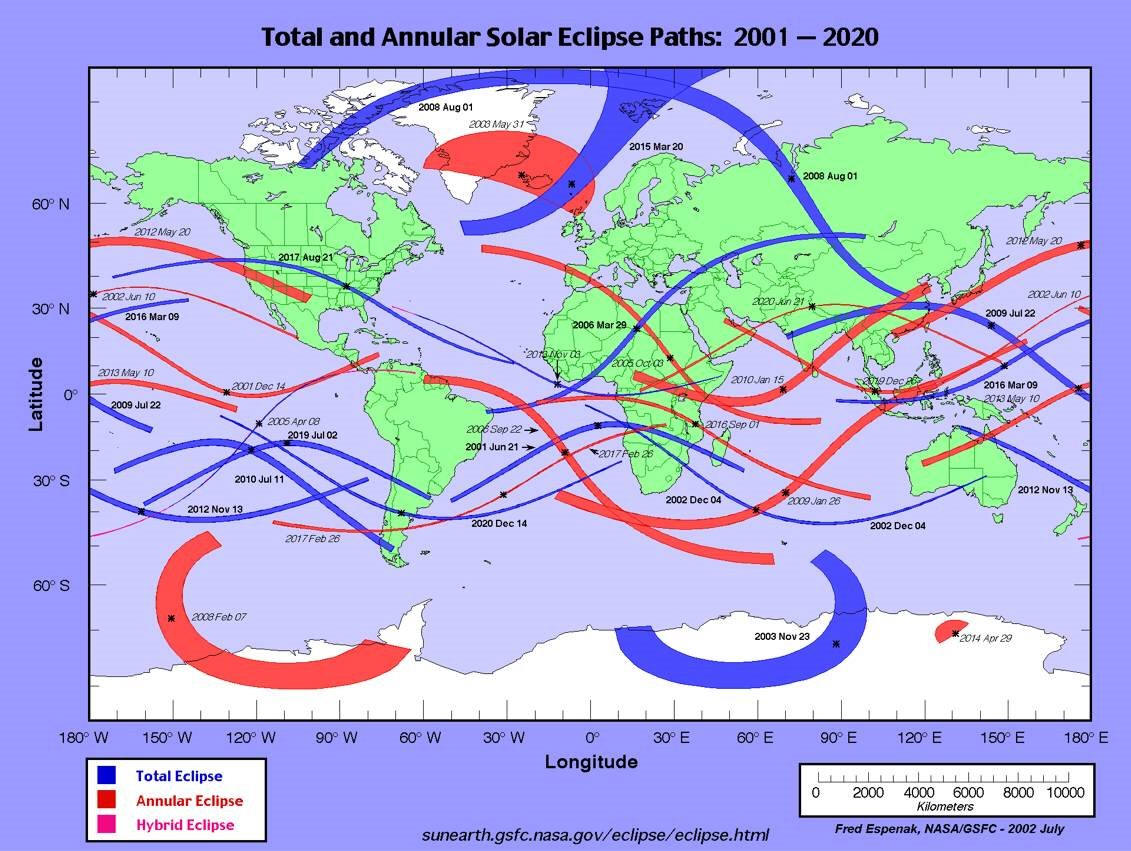 Total and Annular Solar Eclipse Paths: 2001 — 2020
2008 Aug 01
2003 May 31
2015 Mar 20
2008 Aug 01
60° N
2012 May 20
2012 May 20
2017 Aug 21
2002 Jun 10
2002 Jun 10
2020 Jun 21
30° N
2016 Mar 09
2009 Jul 22
2006 Mar 29
2013 Nov 03
2005 Oct 03
2013 May 10
2001 Dec 14
2010 Jan 15
2019 Dec 26
2016 Mar 09
Latitude
0°
2013 May 10
2009 Jul 22
2005 Apr 08
2006 Sep 22
2016 Sep 01
2019 Jul 02
2001 Jun 21
2017 Feb 26
30° S
2010 Jul 11
2012 Nov 13
2002 Dec 04
2009 Jan 26
2012 Nov 13
2020 Dec 14
2002 Dec 04
2017 Feb 26
60° S
2008 Feb 07
2003 Nov 23
2014 Apr 29
180° W 150° W 120° W 90° W 60° W 30° W 0° 30° E 60° E 90° E 120° E 150° E 180° E
Longitude
Total Eclipse
Annular Eclipse
Hybrid Eclipse
0 2000 4000 6000 8000 10000
Kilometers
sunearth.gsfc.nasa.gov/eclipse/eclipse.html
Fred Espenak, NASA/GSFC - 2002 July